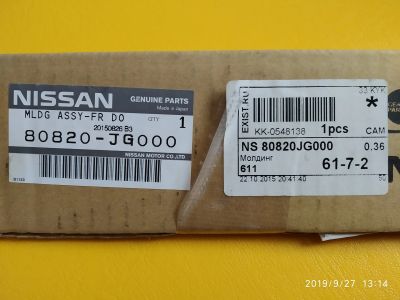 NISSAN
GENUINE PARTS
Made in Japan
MLDG ASSY-FR DO
QTY
1
20150826 B3
80820-JG000
NISSAN MOTOR CO.,LTD
EXIST.RU
KK-0548138
1pcs
CAM
NS 80820JG000
0.36
Молдинг
611
61-7-2
22.10.2015 20:41:40
*
2019/9/27 13:14